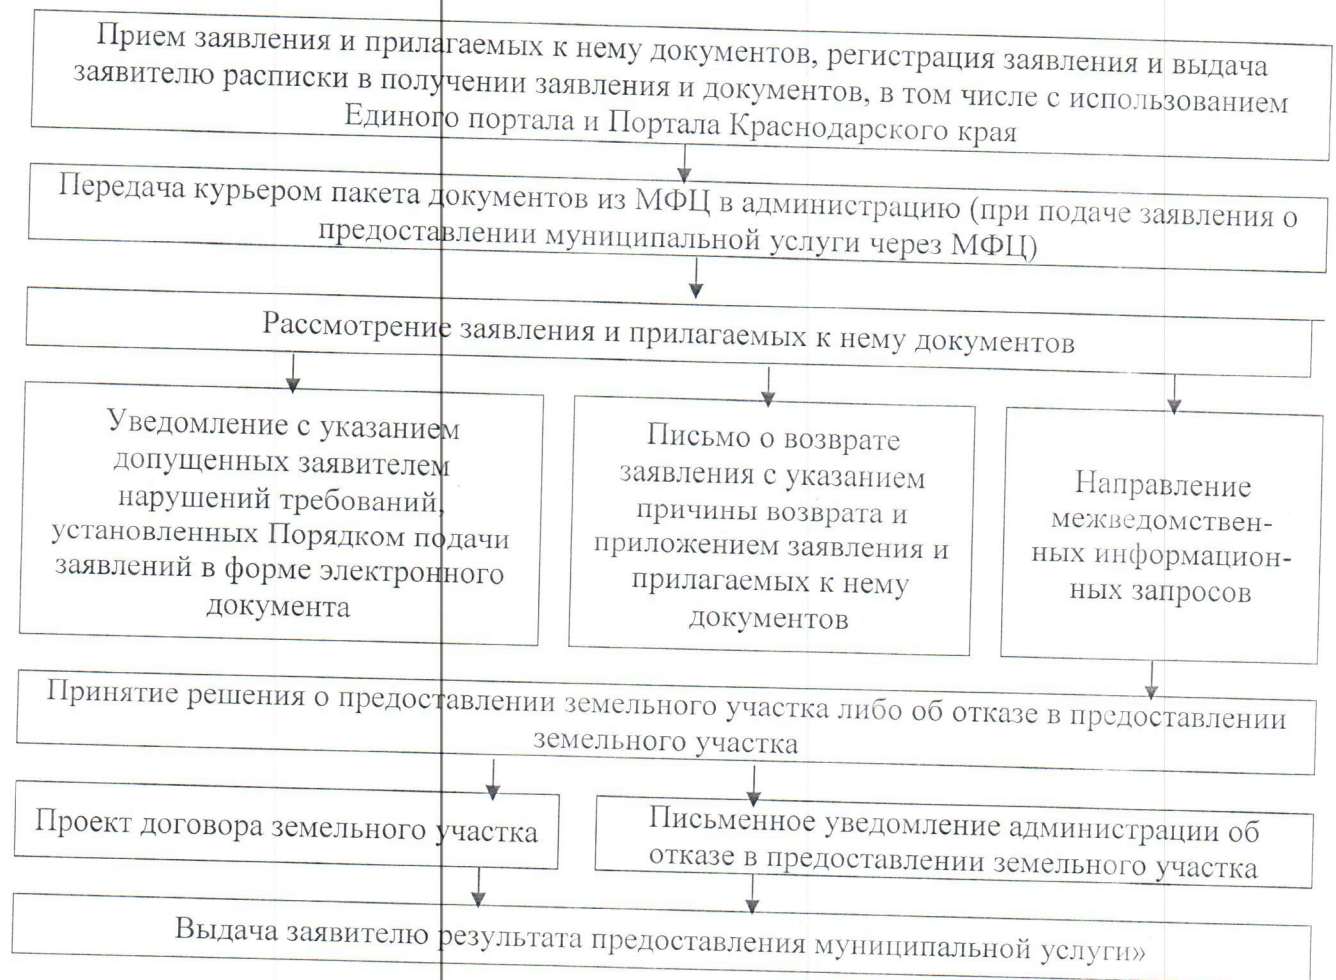 Прием заявления и прилагаемых к нему документов, регистрация заявления и выдача
заявителю расписки в получении заявления и документов, в том числе с использованием
Единого портала и Портала Краснодарского края
Передача курьером пакета документов из МФЦ в администрацию (при подаче заявления о
предоставлении муниципальной услуги через МФЦ)
Рассмотрение заявления и прилагаемых к нему документов
Уведомление с указанием
допущенных заявителем
нарушений требований,
установленных Порядком подачи
заявлений в форме электронного
документа
Письмо о возврате
заявления с указанием
причины возврата и
приложением заявления и
прилагаемых к нему
документов
Направление
межведомствен-
ных информацион-
ных запросов
Принятие решения о предоставлении земельного участка либо об отказе в предоставлении
земельного участка
Проект договора земельного участка
Письменное уведомление администрации об
отказе в предоставлении земельного участка
Выдача заявителю результата предоставления муниципальной услуги»